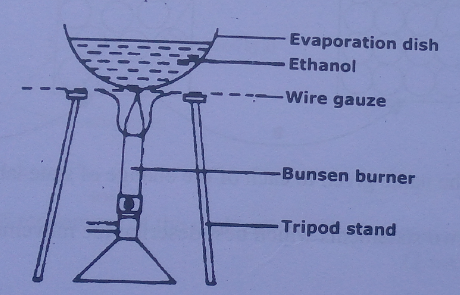 Evaporation dish
Ethanol
Wire gauze
Bunsen burner
Tripod stand